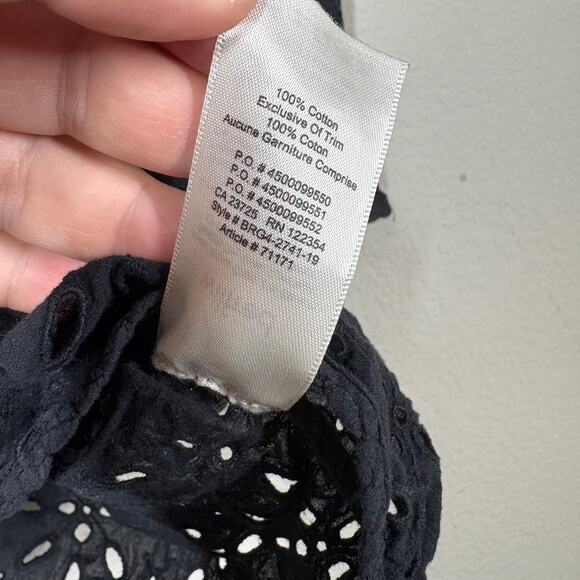 100% Cotton
Exclusive Of Trim
100% Coton
Aucune Garniture Comprise
P.O. # 4500099550
P.O. # 4500099551
P.O. # 4500099552
CA 23725 RN 122354
Style # BRG4-2741-19
Article # 71171